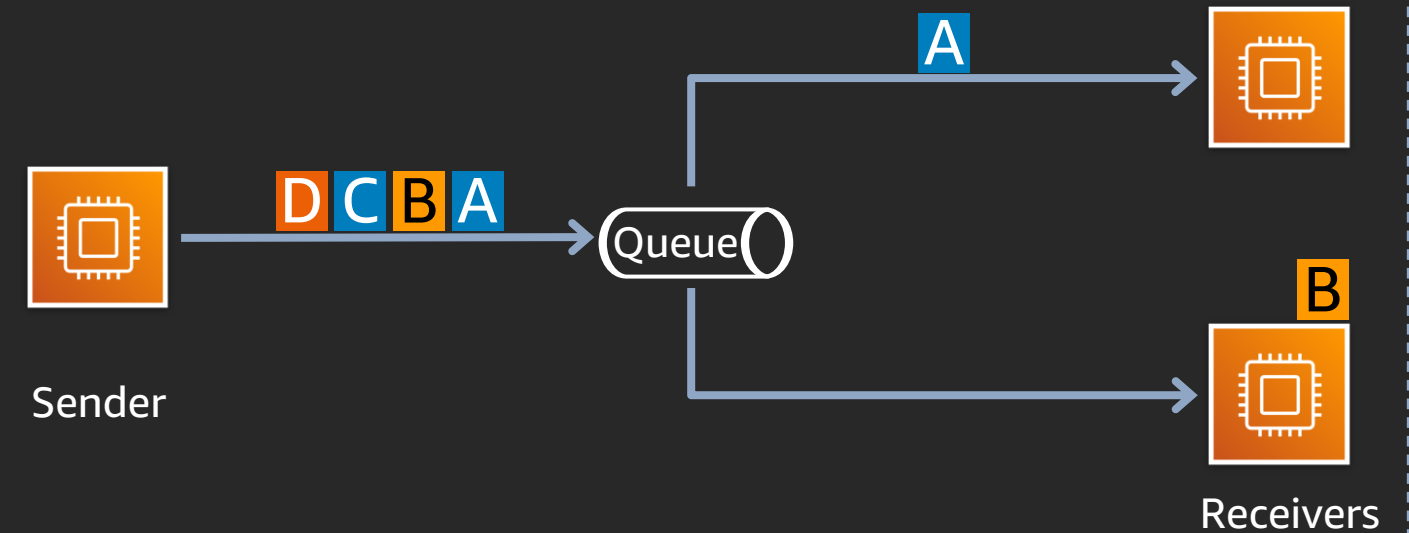 A
D C B A
Queue
B
Sender
Receivers